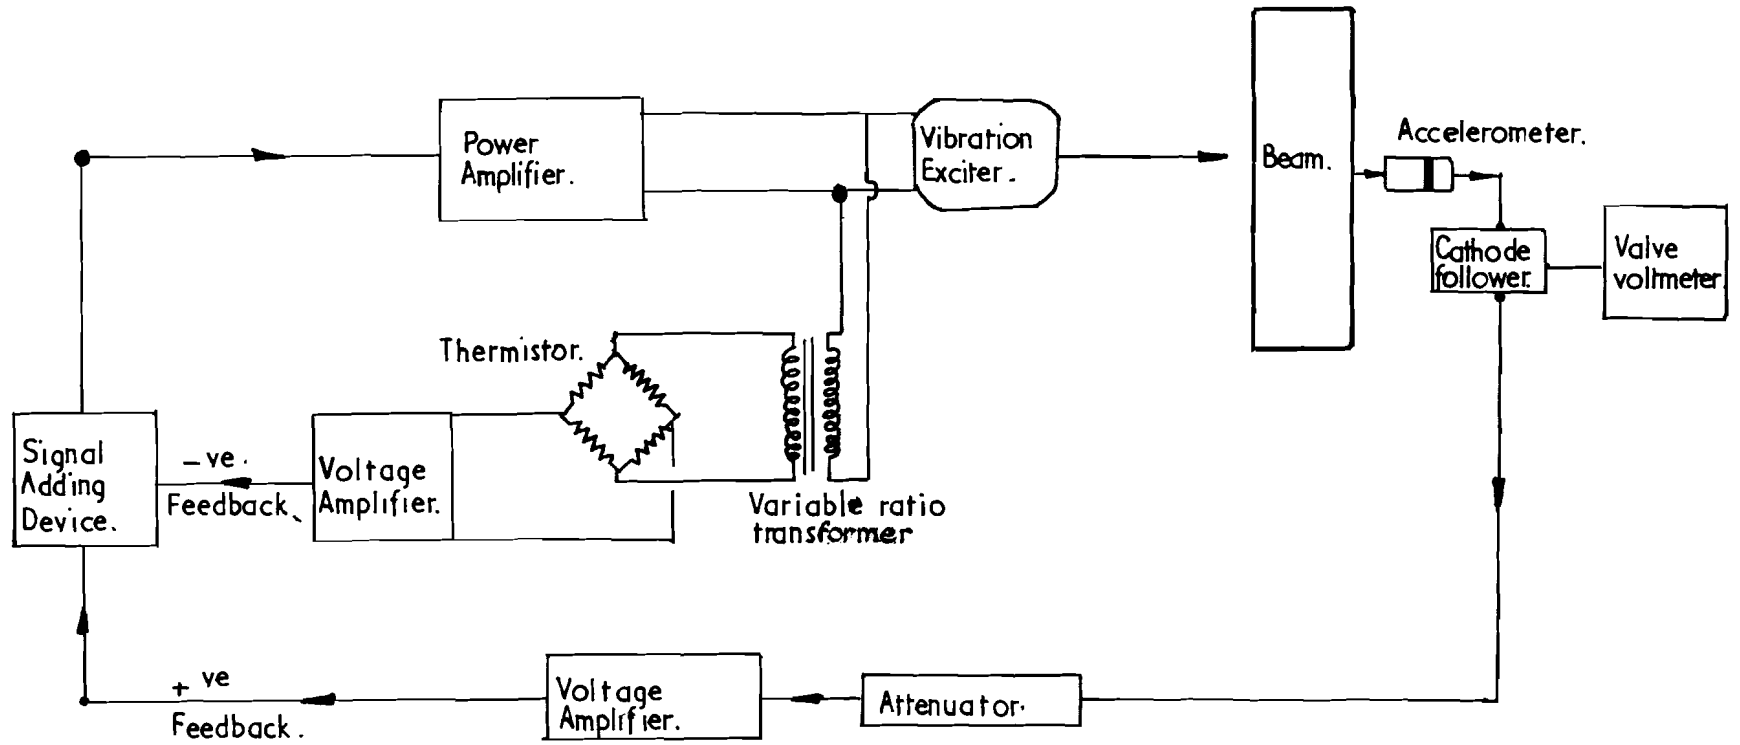 Power
Amplifier.
Vibration
Exciter.
Beam.
Accelerometer.
Cathode
follower.
Valve
voltmeter
Thermistor.
Variable ratio
transformer
Signal
Adding
Device.
-ve.
Feedback.
Voltage
Amplifier.
+ ve
Feedback.
Voltage
Amplifier.
Attenuator.